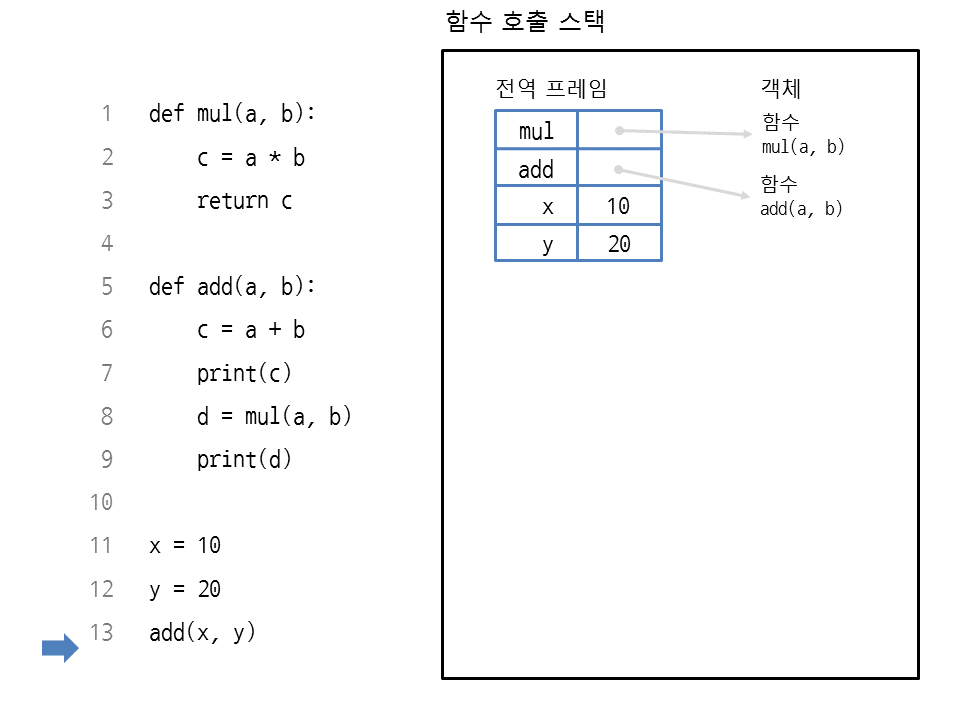 함수 호출 스택
1 def mul(a, b):
2     c = a * b
3     return c
4
5 def add(a, b):
6     c = a + b
7     print(c)
8     d = mul(a, b)
9     print(d)
10
11 x = 10
12 y = 20
13 add(x, y)
전역 프레임 객체
mul
add
x 10
y 20
함수
mul(a, b)
함수
add(a, b)